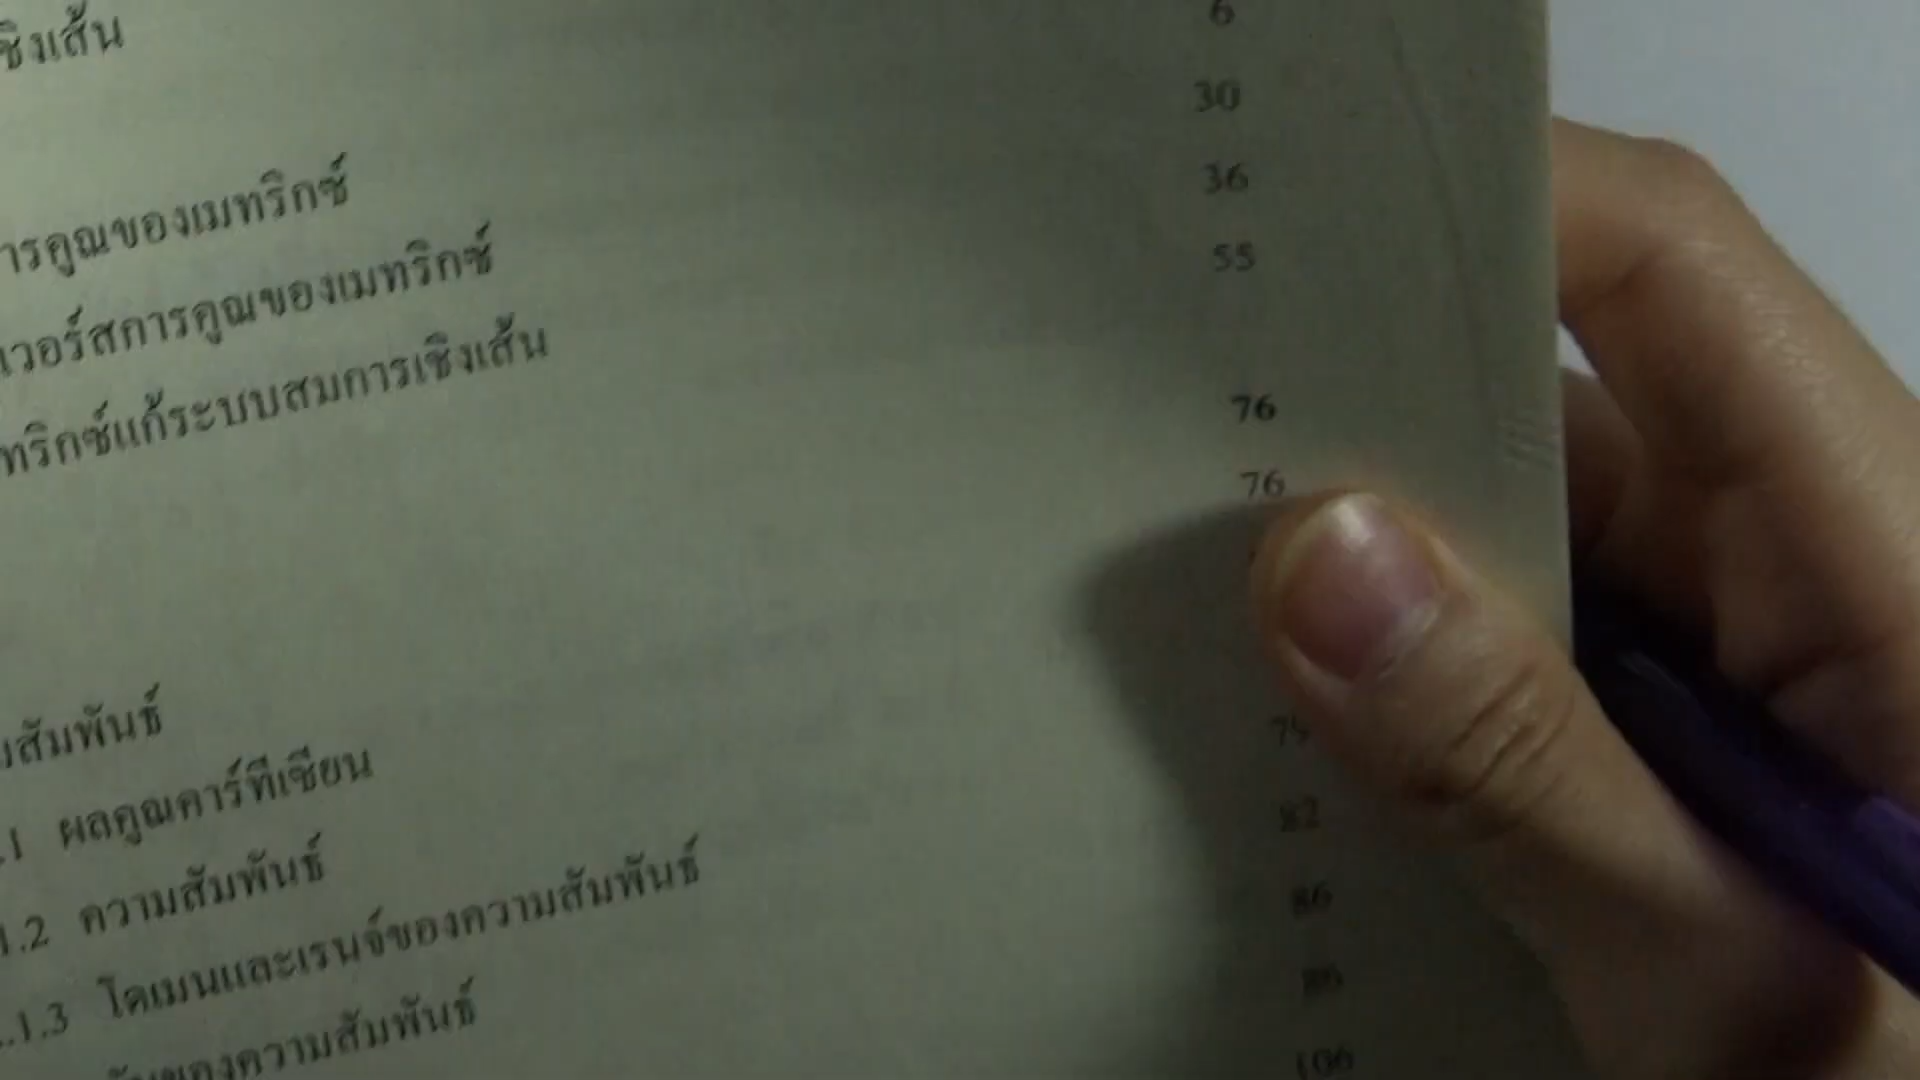 เชิงเส้น
6
30
การคูณของเมทริกซ์
36
เวอร์สการคูณของเมทริกซ์
55
ทริกซ์แก้ระบบสมการเชิงเส้น
76
76
สัมพันธ์
.1 ผลคูณคาร์ทีเซียน
82
1.2 ความสัมพันธ์
86
.1.3 โดเมนและเรนจ์ของความสัมพันธ์
ของความสัมพันธ์
106